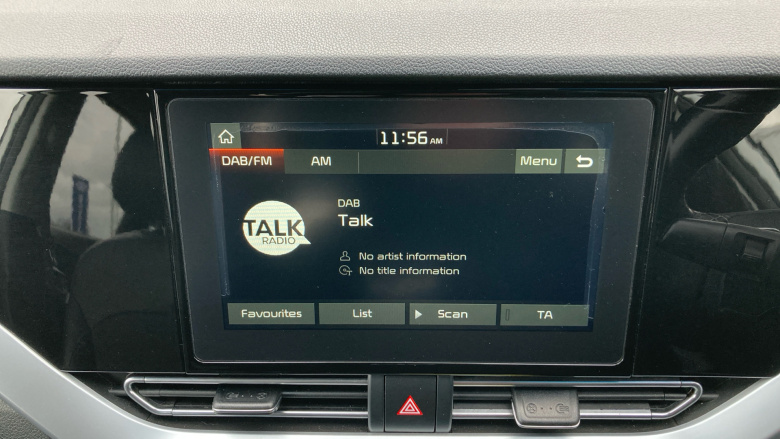 11:56 AM
DAB/FM AM Menu
DAB
Talk
TALK
RADIO
No artist information
No title information
Favourites List Scan TA